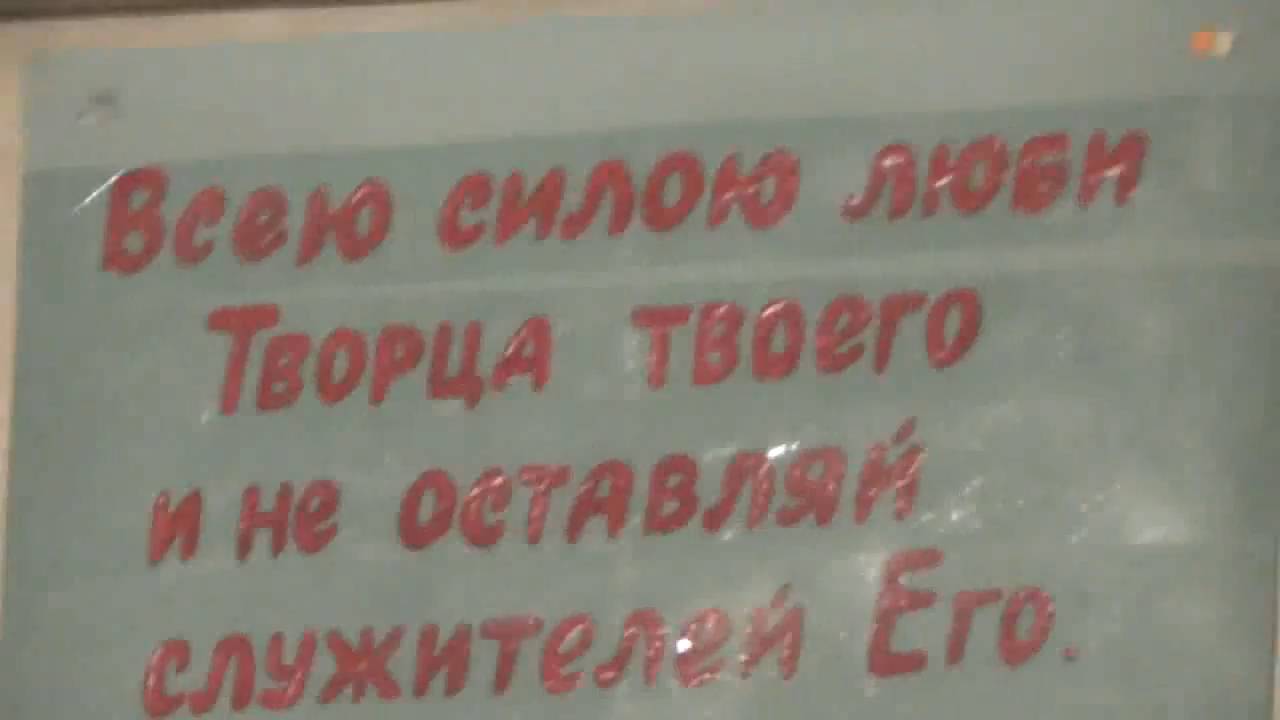 Всею силою люби
Творца твоего
и не оставляй
служителей Его.